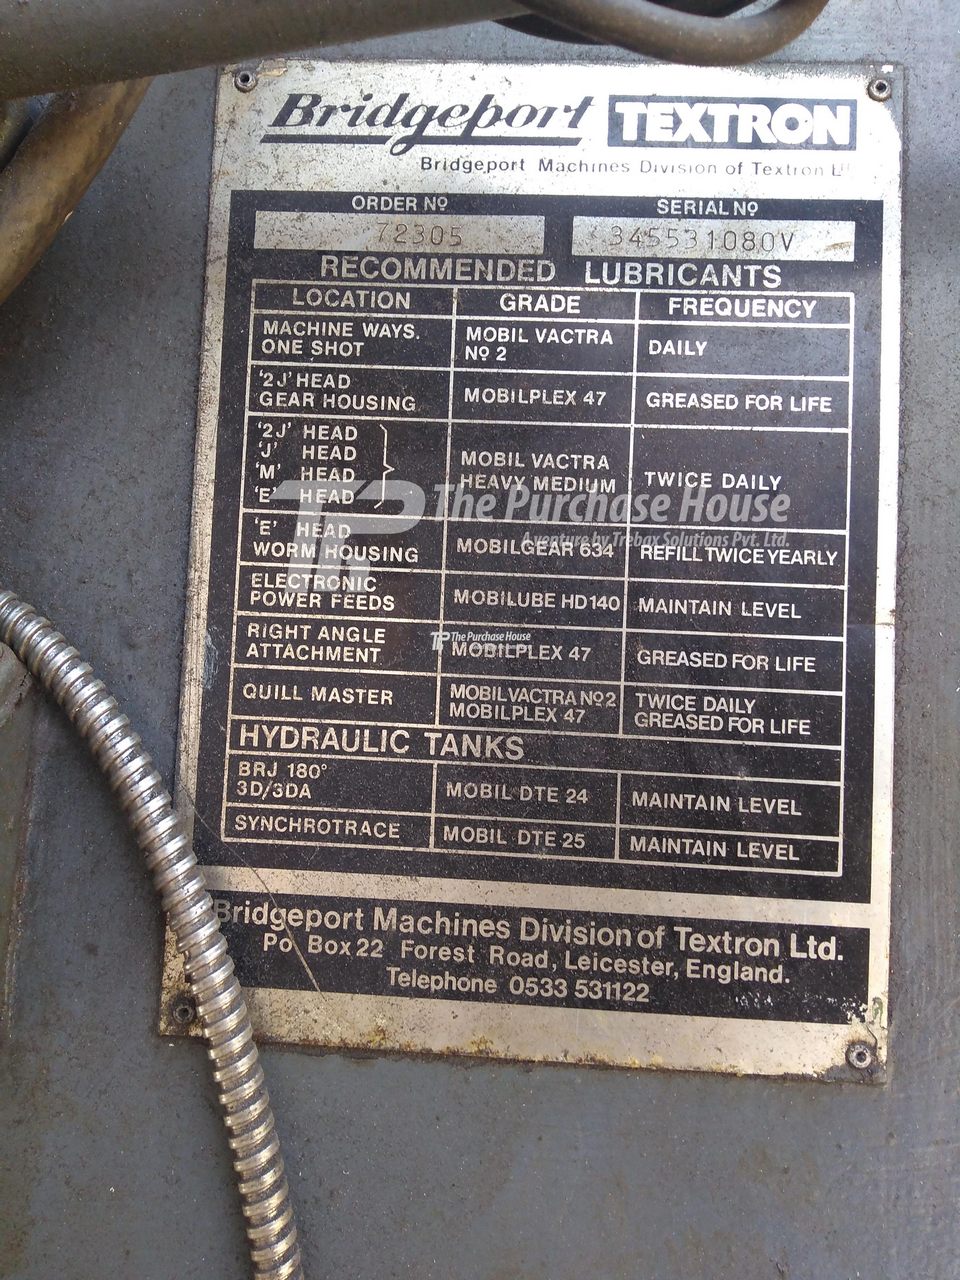 Bridgeport TEXTRON
Bridgeport Machines Division of Textron
ORDER Nº SERIAL Nº
72305 345531080V
RECOMMENDED LUBRICANTS
LOCATION GRADE FREQUENCY
MACHINE WAYS. ONE SHOT MOBIL VACTRA Nº 2 DAILY
'2J' HEAD GEAR HOUSING MOBILPLEX 47 GREASED FOR LIFE
'2J' HEAD
'J' HEAD
'M' HEAD
'E' HEAD
MOBIL VACTRA HEAVY MEDIUM TWICE DAILY
TP The Purchase House
A venture by Trebax Solutions Pvt. Ltd.
'E' HEAD WORM HOUSING MOBILGEAR 634 REFILL TWICE YEARLY
ELECTRONIC POWER FEEDS MOBILUBE HD140 MAINTAIN LEVEL
TP The Purchase House
RIGHT ANGLE ATTACHMENT MOBILPLEX 47 GREASED FOR LIFE
QUILL MASTER MOBIL VACTRA Nº2 MOBILPLEX 47 TWICE DAILY GREASED FOR LIFE
HYDRAULIC TANKS
BRJ 180° 3D/3DA MOBIL DTE 24 MAINTAIN LEVEL
SYNCHROTRACE MOBIL DTE 25 MAINTAIN LEVEL
Bridgeport Machines Division of Textron Ltd.
Po Box 22 Forest Road, Leicester, England.
Telephone 0533 531122